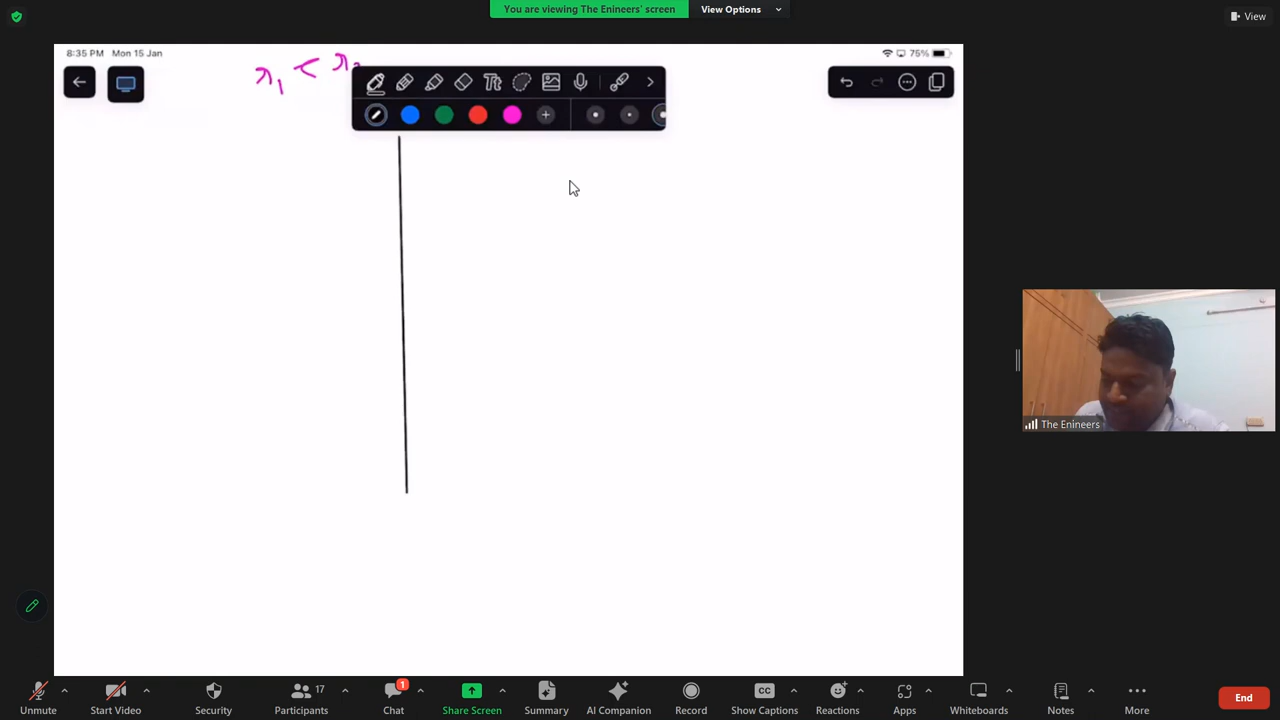 You are viewing The Enineers' screen
View Options
View
8:35 PM Mon 15 Jan
75%
Tt
The Enineers
Unmute
Start Video
Security
17
Participants
1
Chat
Share Screen
Summary
AI Companion
Record
CC
Show Captions
Reactions
Apps
Whiteboards
Notes
More
End